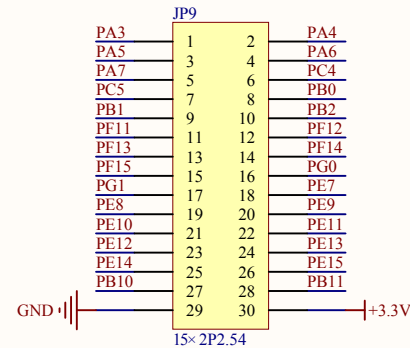 JP9
PA3 1 2 PA4
PA5 3 4 PA6
PA7 5 6 PC4
PC5 7 8 PB0
PB1 9 10 PB2
PF11 11 12 PF12
PF13 13 14 PF14
PF15 15 16 PG0
PG1 17 18 PE7
PE8 19 20 PE9
PE10 21 22 PE11
PE12 23 24 PE13
PE14 25 26 PE15
PB10 27 28 PB11
GND 29 30 +3.3V
15×2P2.54